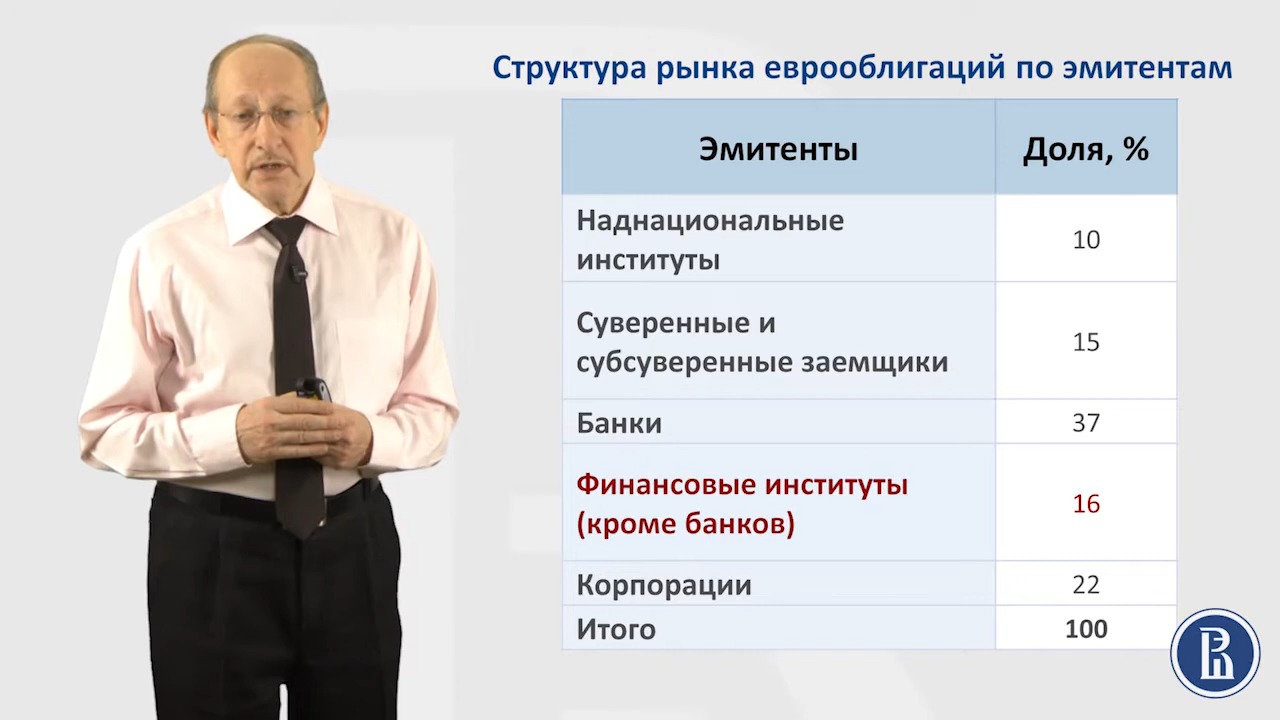 Структура рынка еврооблигаций по эмитентам
Эмитенты
Доля, %
Наднациональные
институты
10
Суверенные и
субсуверенные заемщики
15
Банки
37
Финансовые институты
(кроме банков)
16
Корпорации
22
Итого
100